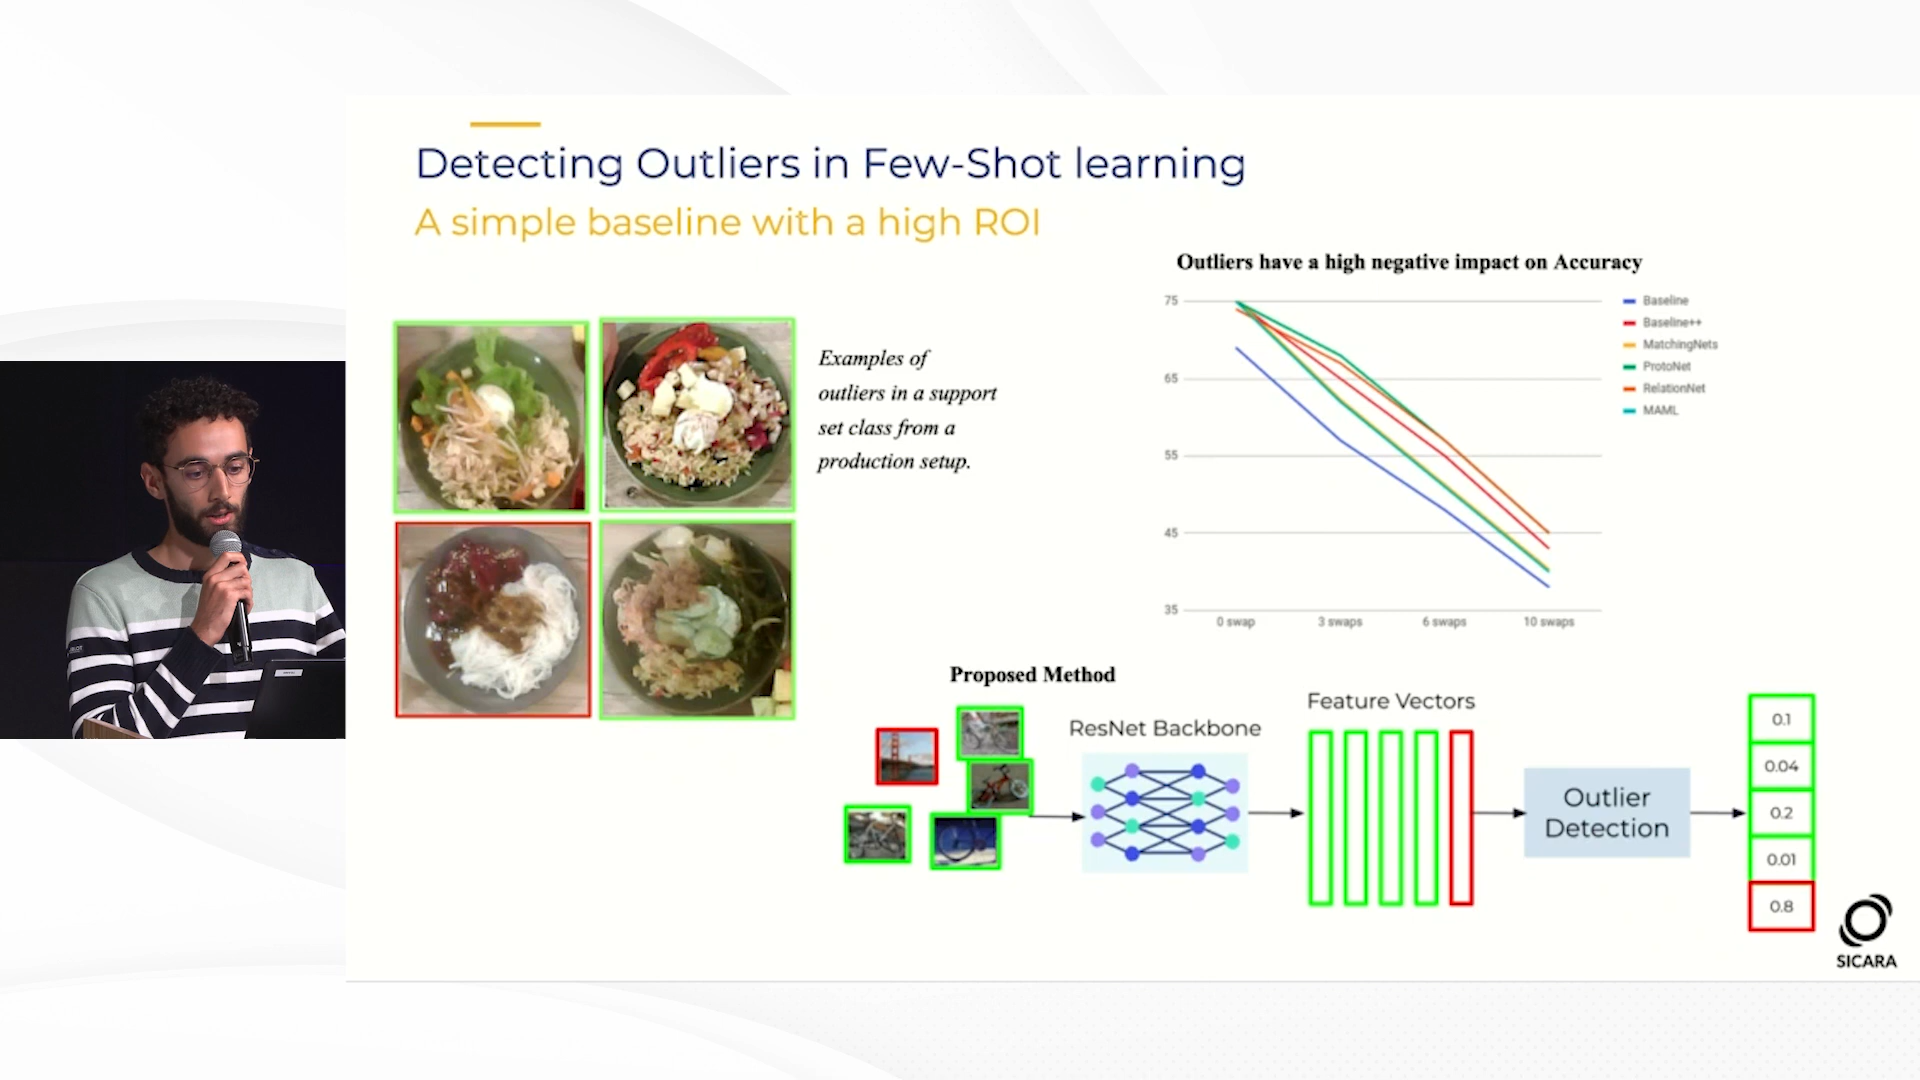 Detecting Outliers in Few-Shot learning
A simple baseline with a high ROI
Examples of
outliers in a support
set class from a
production setup.
Outliers have a high negative impact on Accuracy
75
65
55
45
35
0 swap
3 swaps
6 swaps
10 swaps
Baseline
Baseline++
MatchingNets
ProtoNet
RelationNet
MAML
Proposed Method
ResNet Backbone
Feature Vectors
Outlier
Detection
0.1
0.04
0.2
0.01
0.8
SICARA